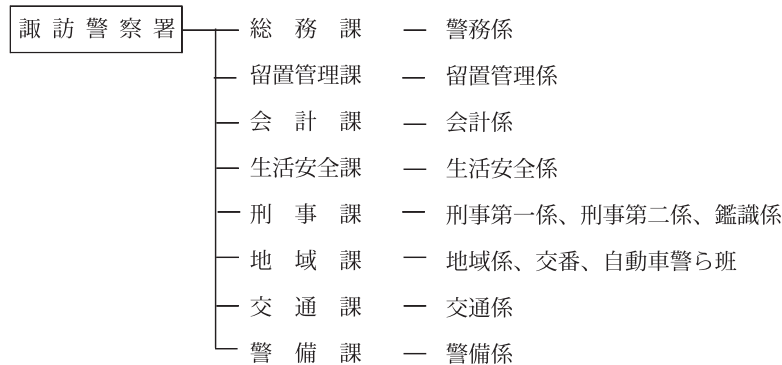 諏訪警察署 総務課 警務係
留置管理課 留置管理係
会計課 会計係
生活安全課 生活安全係
刑事課 刑事第一係、刑事第二係、鑑識係
地域課 地域係、交番、自動車警ら班
交通課 交通係
警備課 警備係